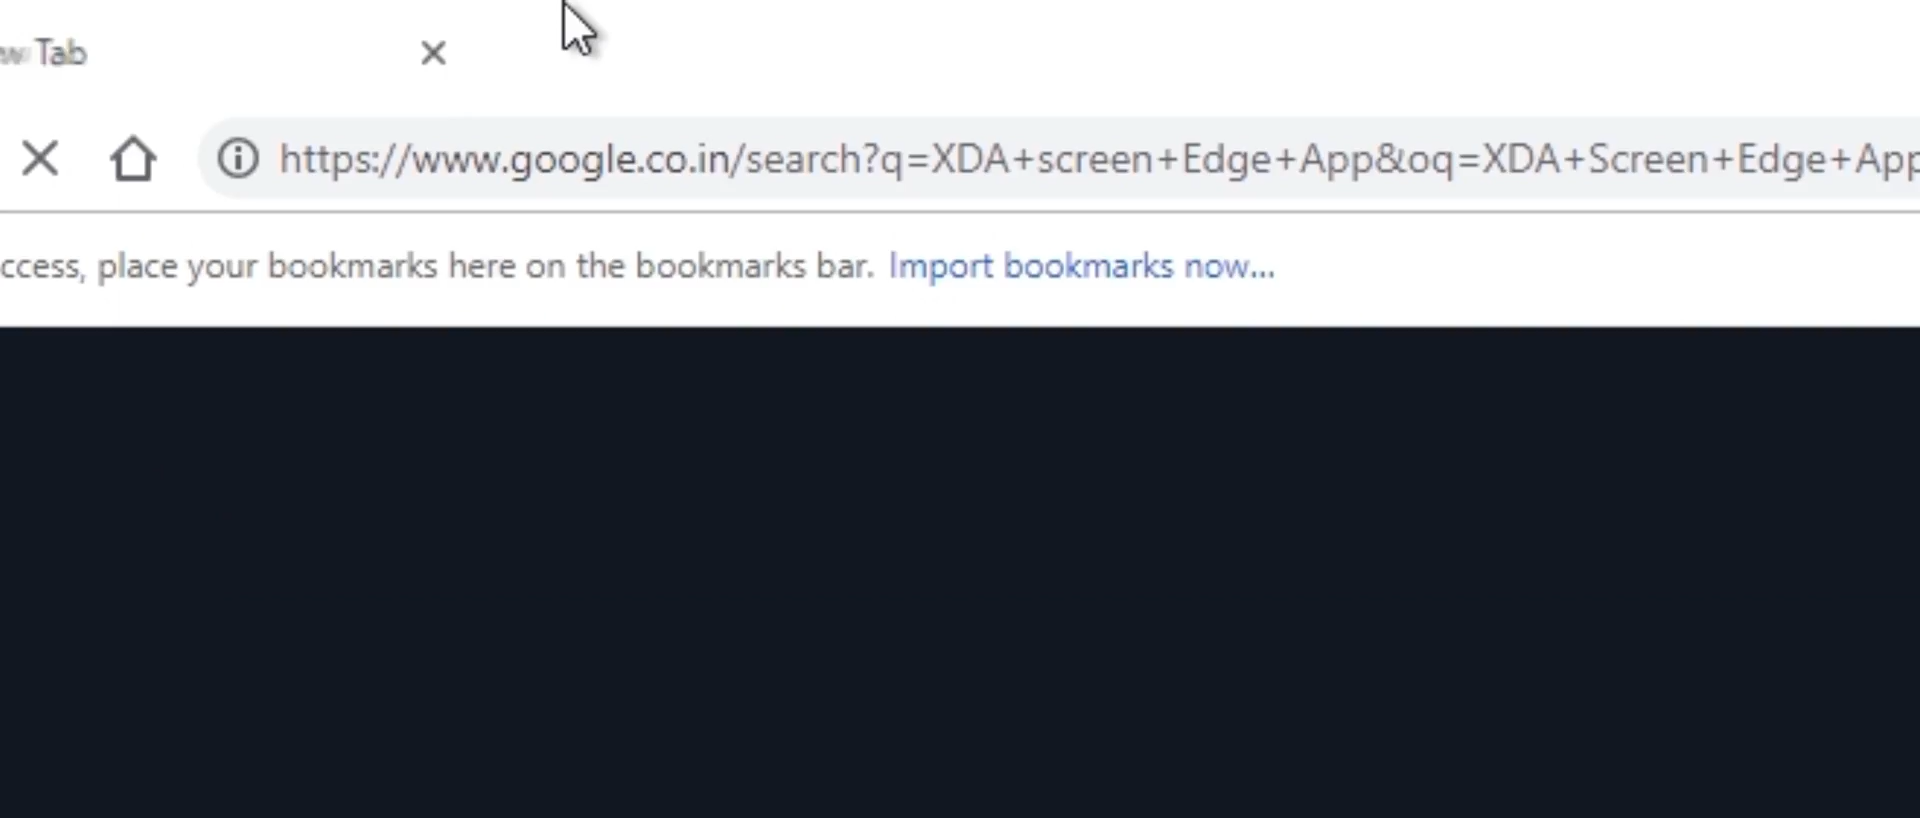 Tab
https://www.google.co.in/search?q=XDA+screen+Edge+App&oq=XDA+Screen+Edge+App
ccess, place your bookmarks here on the bookmarks bar. Import bookmarks now...